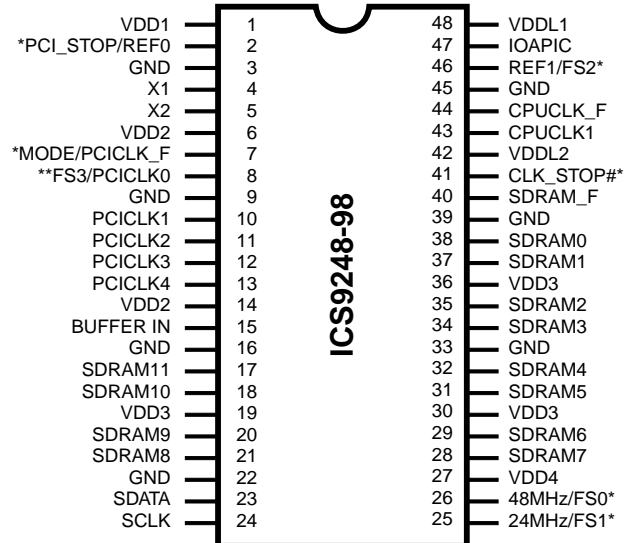 VDD1 1 48 VDDL1
*PCI_STOP/REF0 2 47 IOAPIC
GND 3 46 REF1/FS2*
X1 4 45 GND
X2 5 44 CPUCLK_F
VDD2 6 43 CPUCLK1
*MODE/PCICLK_F 7 42 VDDL2
**FS3/PCICLK0 8 41 CLK_STOP#*
GND 9 40 SDRAM_F
PCICLK1 10 39 GND
PCICLK2 11 38 SDRAM0
PCICLK3 12 37 SDRAM1
PCICLK4 13 36 VDD3
VDD2 14 35 SDRAM2
BUFFER IN 15 34 SDRAM3
GND 16 33 GND
SDRAM11 17 32 SDRAM4
SDRAM10 18 31 SDRAM5
VDD3 19 30 VDD3
SDRAM9 20 29 SDRAM6
SDRAM8 21 28 SDRAM7
GND 22 27 VDD4
SDATA 23 26 48MHz/FS0*
SCLK 24 25 24MHz/FS1*
ICS9248-98